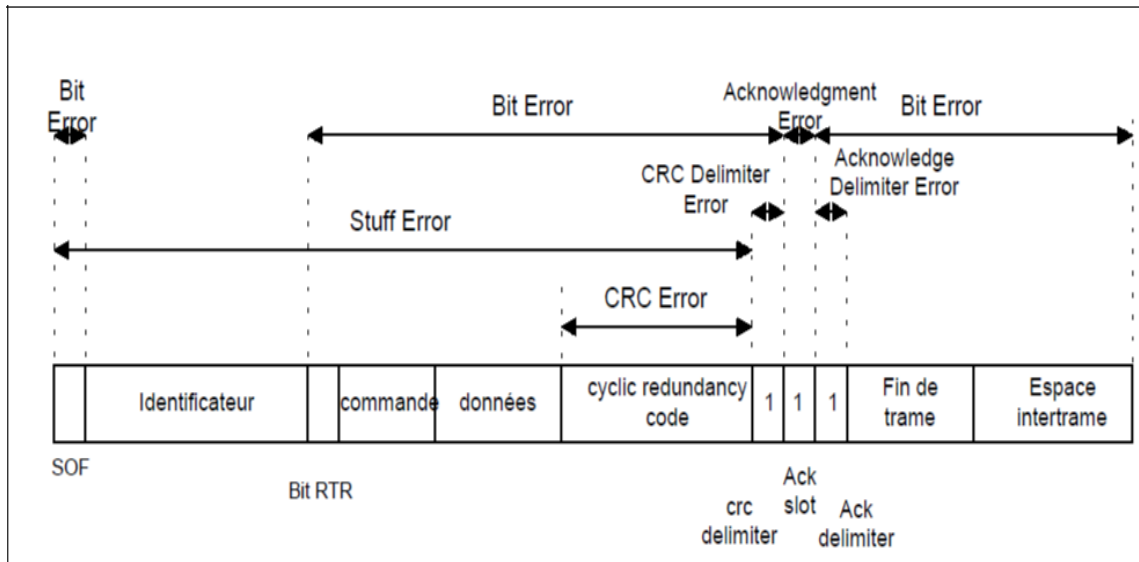 Bit
Error
Bit Error
Acknowledgment
Error
Bit Error
CRC Delimiter
Error
Acknowledge
Delimiter Error
Stuff Error
CRC Error
Identificateur
commande
données
cyclic redundancy
code
1
1
1
Fin de
trame
Espace
intertrame
SOF
Bit RTR
crc
delimiter
Ack
slot
Ack
delimiter